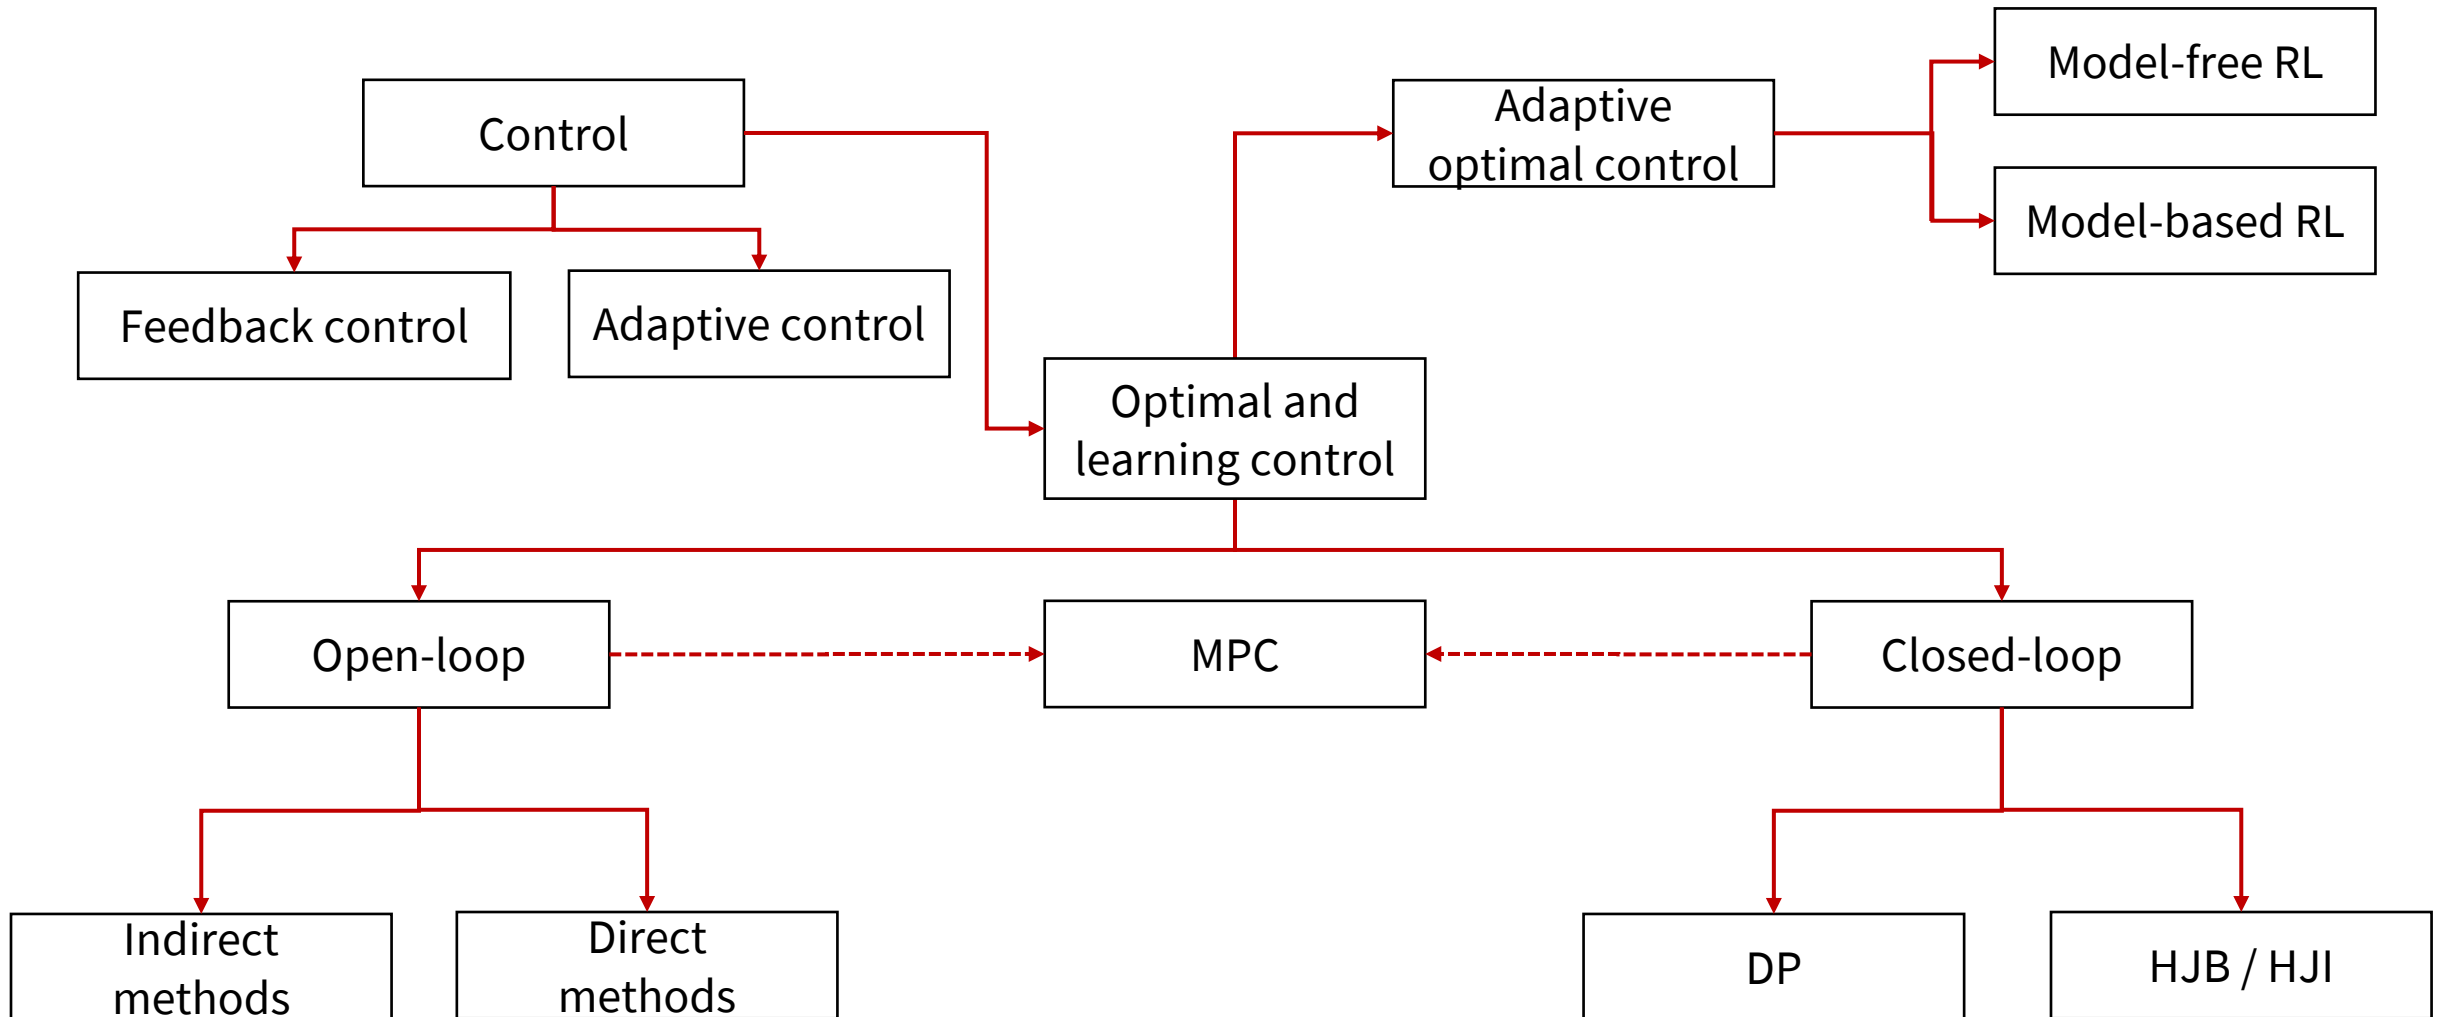 Model-free RL
Control
Adaptive
optimal control
Model-based RL
Feedback control
Adaptive control
Optimal and
learning control
Open-loop
MPC
Closed-loop
Indirect
methods
Direct
methods
DP
HJB / HJI